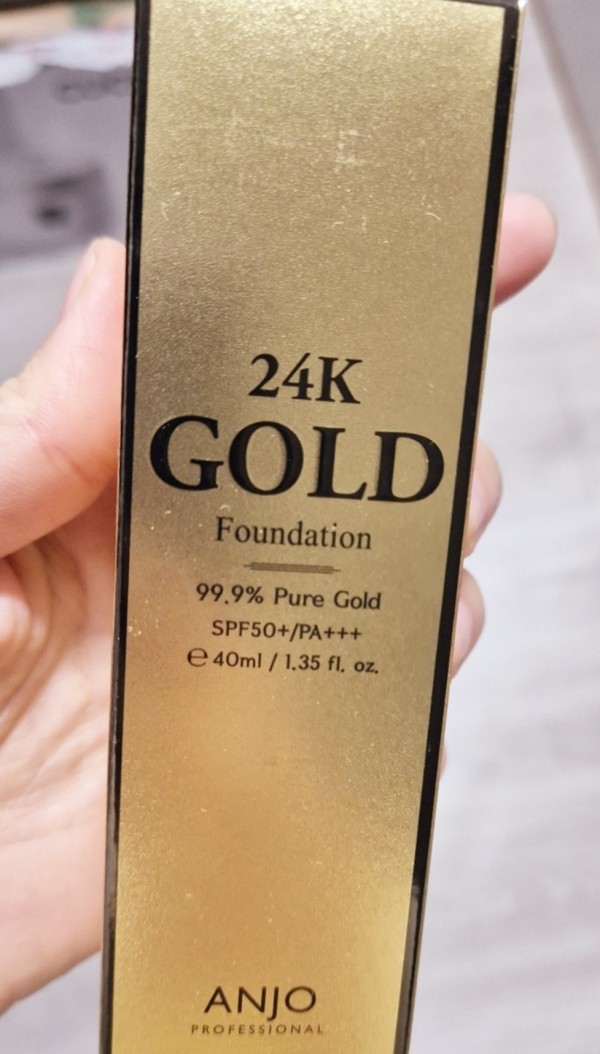 24K
GOLD
Foundation
99.9% Pure Gold
SPF50+/PA+++
℮ 40ml / 1.35 fl. oz.
ANJO
PROFESSIONAL